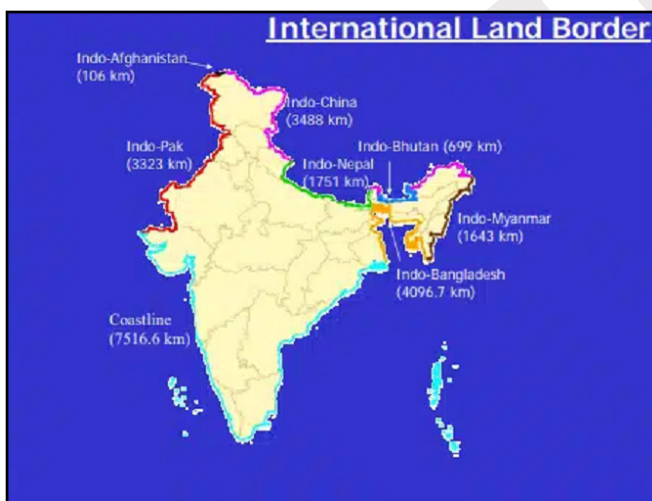 International Land Border
Indo-Afghanistan
(106 km)
Indo-China
(3488 km)
Indo-Pak
(3323 km)
Indo-Bhutan (699 km)
Indo-Nepal
(1751 km)
Indo-Myanmar
(1643 km)
Indo-Bangladesh
(4096.7 km)
Coastline
(7516.6 km)